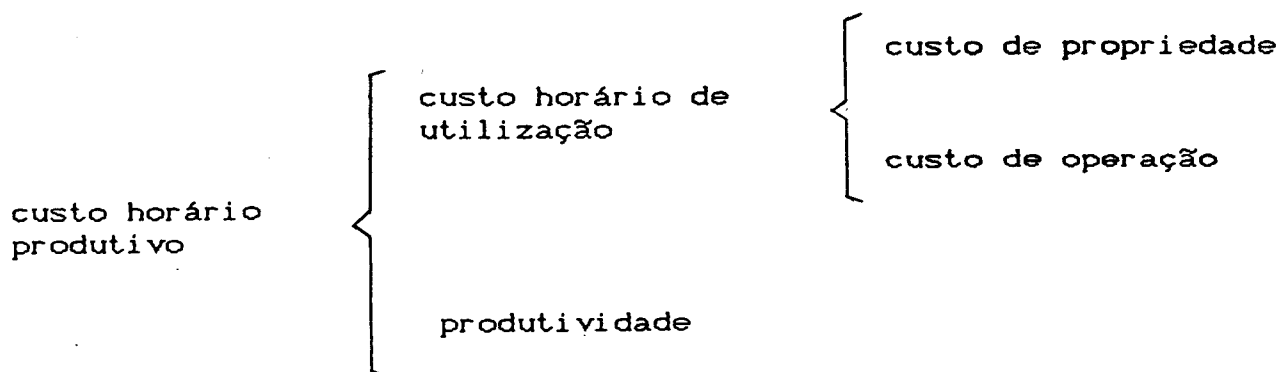 custo de propriedade
custo horário de
utilização
custo de operação
custo horário
produtivo
produtividade